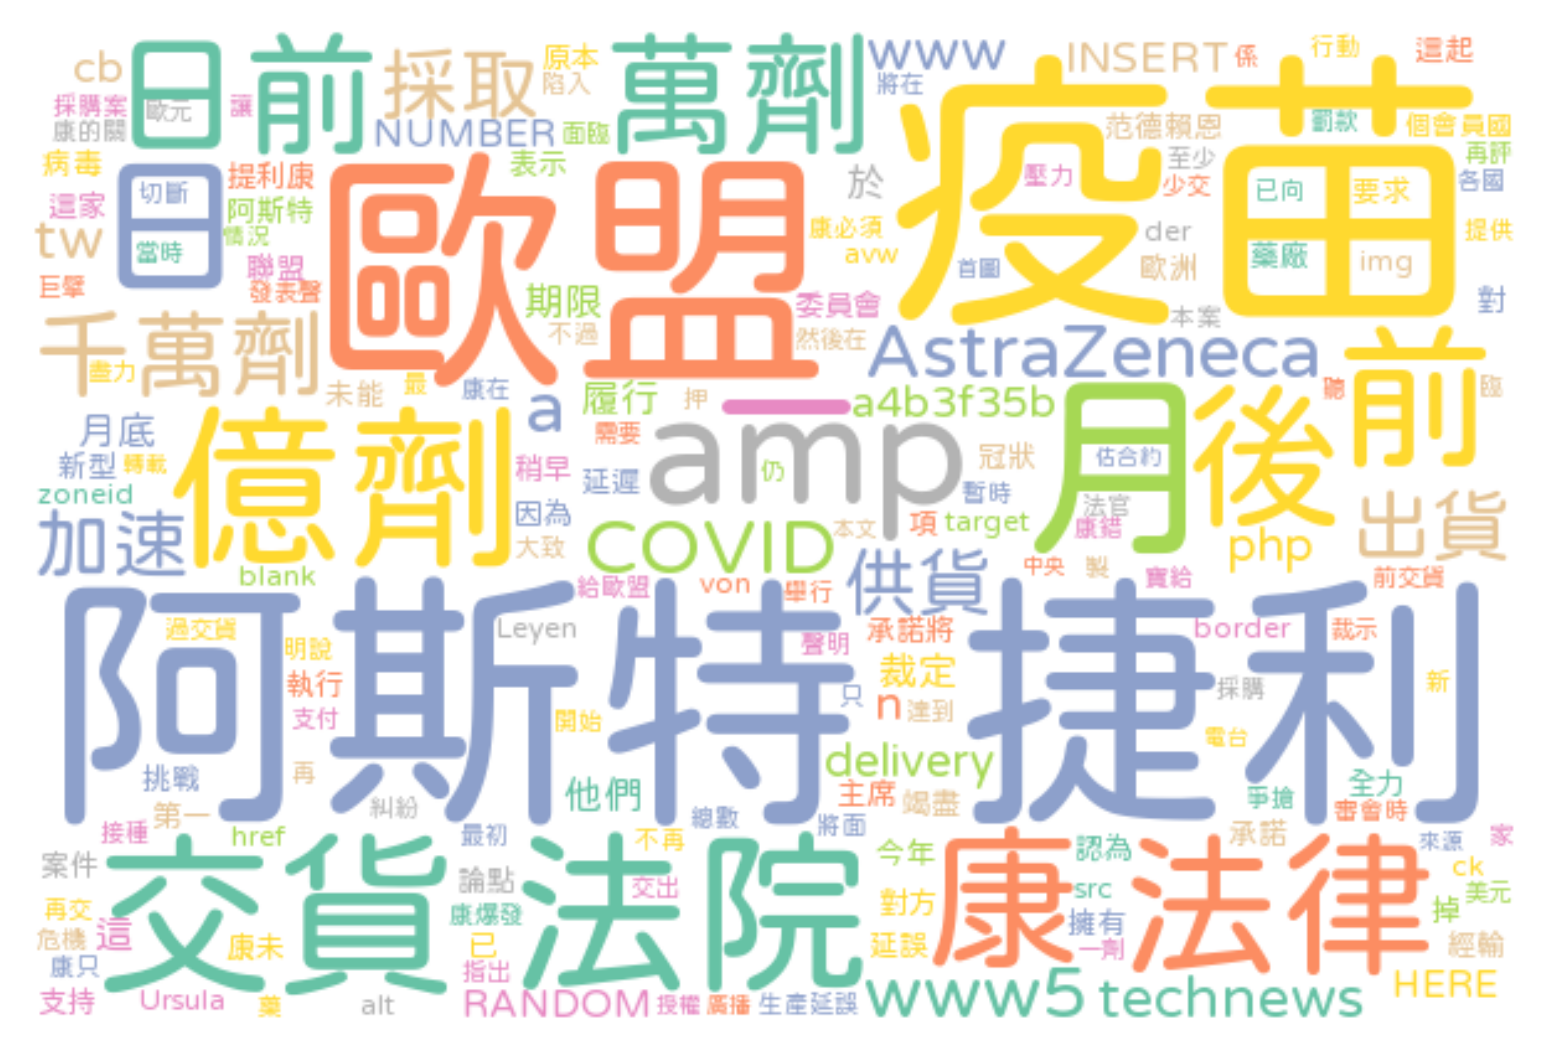 cb
日前
採取
原本
陷入
萬劑
www
將在
INSERT
係
行動
這起
採購案
歐元
讓
康的關
NUMBER
面臨
疫苗
范德賴恩
罰款
個會員國
病毒
日
切斷
當時
提利康
表示
歐盟
於
壓力
至少
少交
再評
已向
要求
各國
這家
阿斯特
tw
情況
康必須
avw
der
歐洲
藥廠
img
提供
巨擘
聯盟
發表聲
期限
委員會
首圖
本案
對
千萬劑
盡力
不過
然後在
AstraZeneca
前
未能
最
康在
a
履行
押
一
a4b3f35b
月
後
聽
臨
月底
億劑
需要
amp
仍
冠狀
估合約
新型
轉載
稍早
延遲
暫時
zoneid
因為
法官
康錯
出貨
加速
大致
COVID
本文
項
target
php
blank
供貨
中央
製
寶給
前交貨
給歐盟
von
舉行
阿斯特捷利
過交貨
Leyen
承諾將
border
裁示
明說
聲明
裁定
執行
只
n
達到
採購
新
支付
開始
電台
挑戰
再
delivery
全力
他們
主席
竭盡
爭搶
第一
糾紛
總數
將面
審會時
接種
href
最初
不再
承諾
來源
家
交貨
法院
今年
康法律
認為
案件
論點
交出
src
ck
美元
再交
康爆發
對方
擁有
掉
危機
這
康未
已
延誤
一劑
經輸
康只
指出
支持
Ursula
藥
alt
RANDOM
授權
廣播
生產延誤
www5
technews
HERE